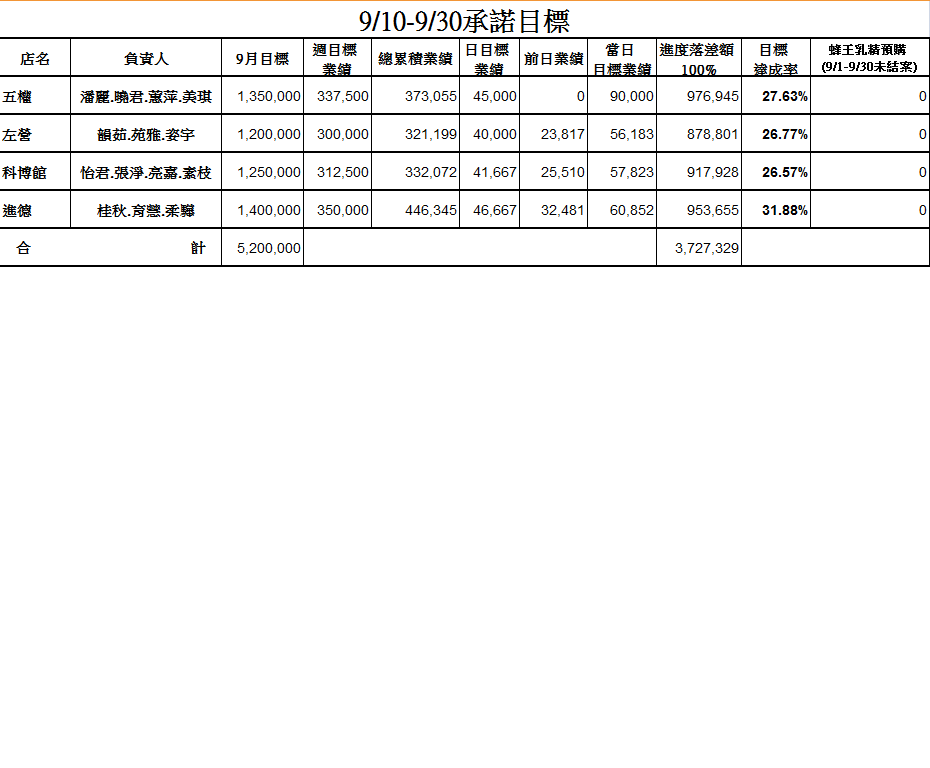 9/10-9/30承諾目標
店名 負責人 9月目標 週目標業績 總累積業績 日目標業績 前日業績 當日目標業績 進度落差額100% 目標達成率 蜂王乳精預購(9/1-9/30未結案)
五權 潘麗.曉君.蕙萍.美琪 1,350,000 337,500 373,055 45,000 0 90,000 976,945 27.63% 0
左營 韻茹.苑雅.姿宇 1,200,000 300,000 321,199 40,000 23,817 56,183 878,801 26.77% 0
科博館 怡君.張淨.亮嘉.素枝 1,250,000 312,500 332,072 41,667 25,510 57,823 917,928 26.57% 0
進德 桂秋.育慧.柔驊 1,400,000 350,000 446,345 46,667 32,481 60,852 953,655 31.88% 0
合計 5,200,000 3,727,329